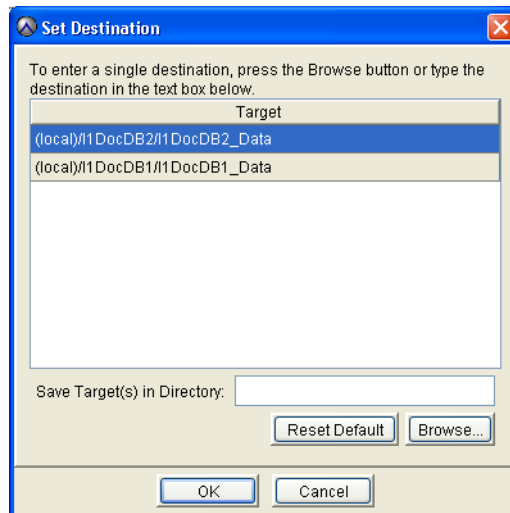 Set Destination
To enter a single destination, press the Browse button or type the
destination in the text box below.
Target
(local)/I1DocDB2/I1DocDB2_Data
(local)/I1DocDB1/I1DocDB1_Data
Save Target(s) in Directory:
Reset Default Browse...
OK Cancel